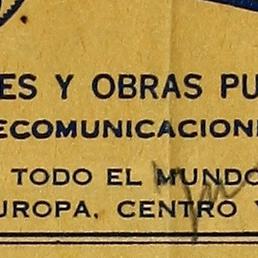 ES Y OBRAS PU
ECOMUNICACION
TODO EL MUNDO
UROPA, CENTRO Y